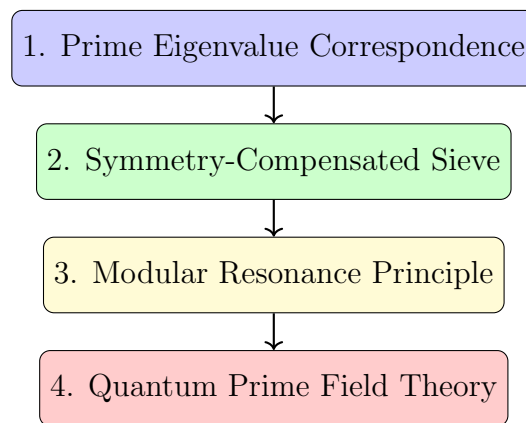 1. Prime Eigenvalue Correspondence
2. Symmetry-Compensated Sieve
3. Modular Resonance Principle
4. Quantum Prime Field Theory